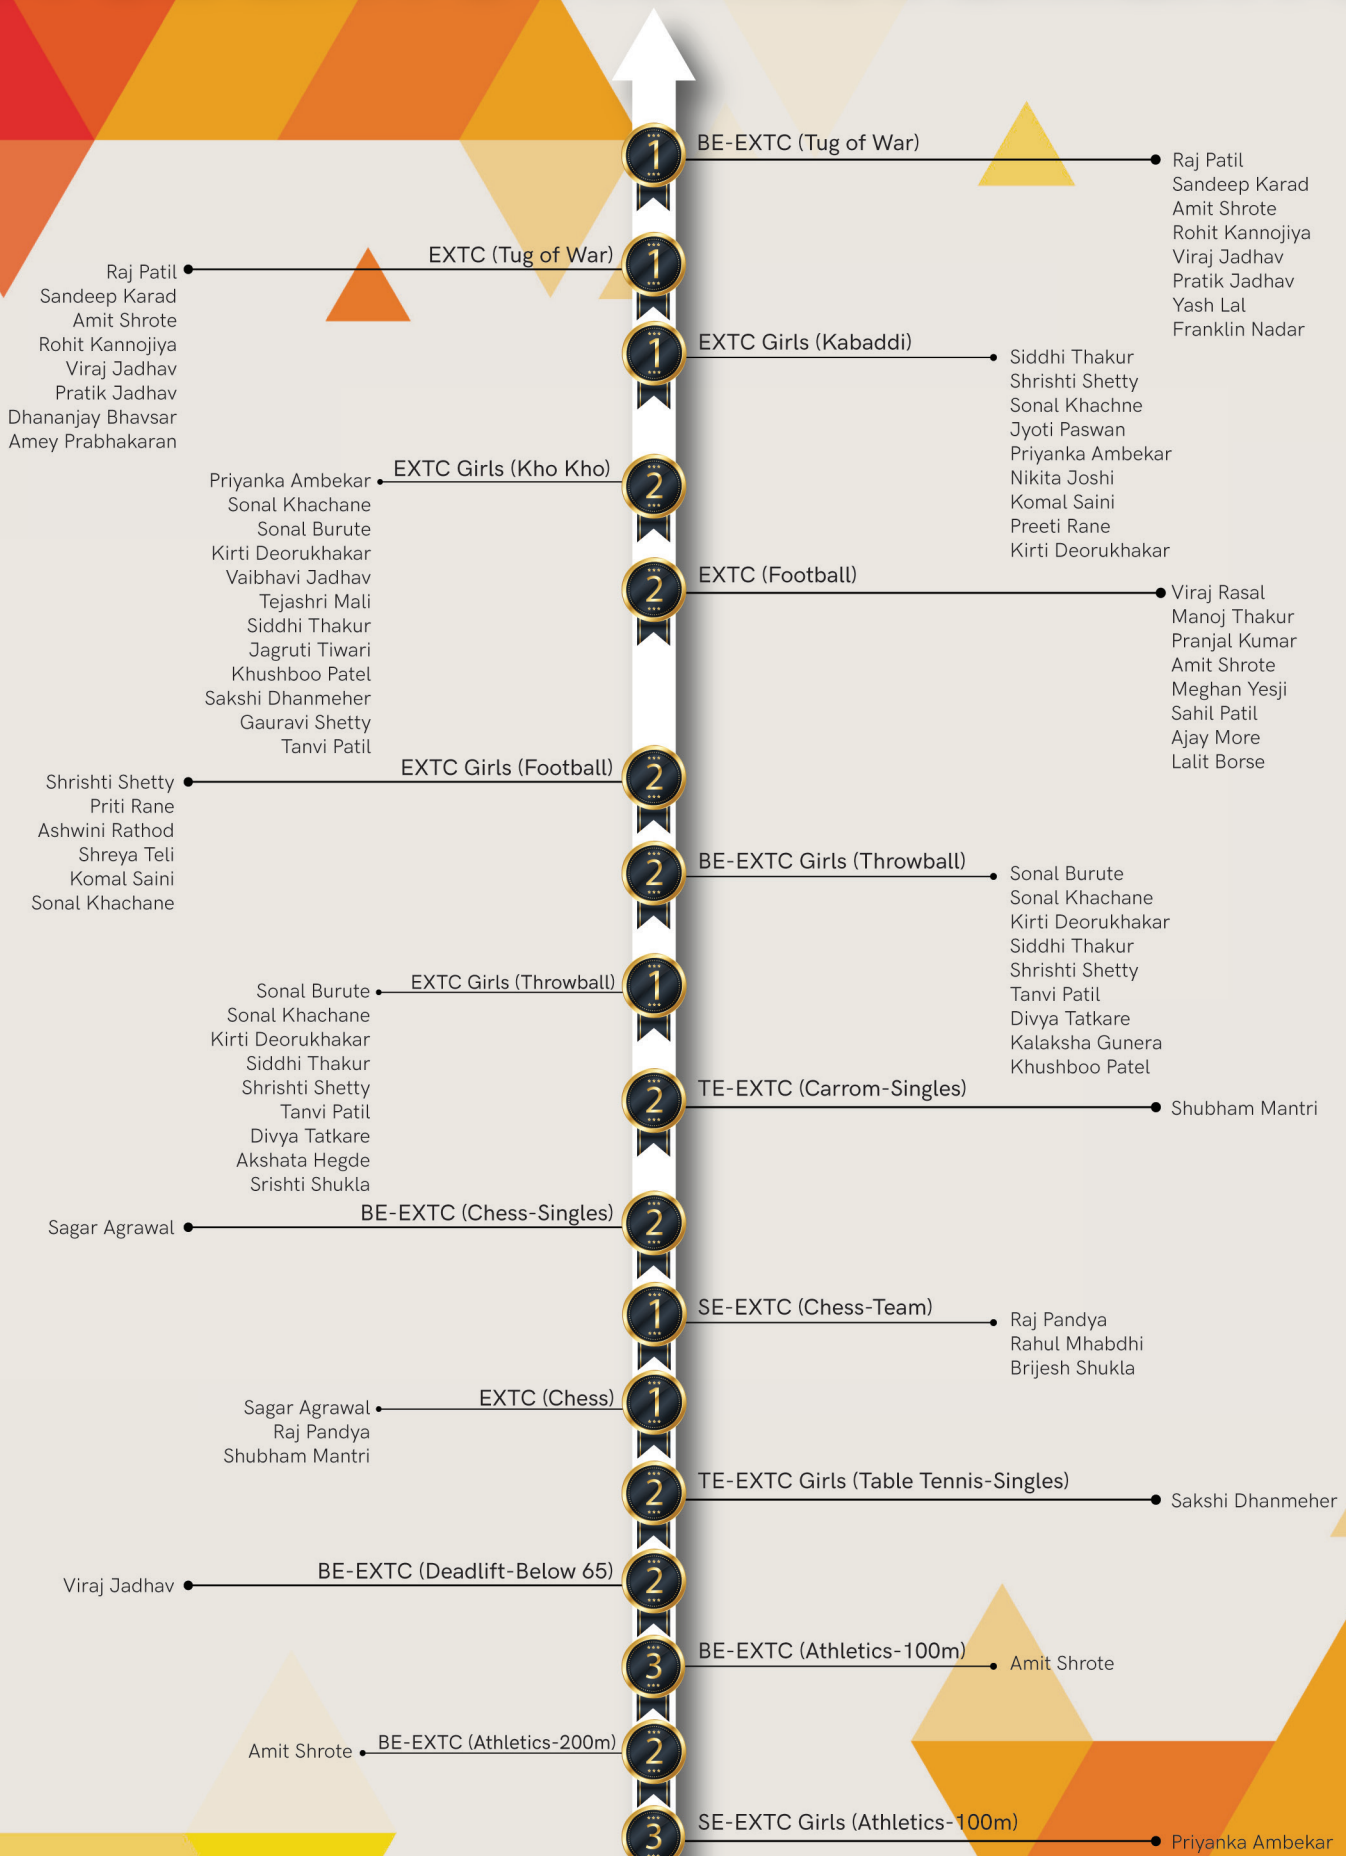 1
BE-EXTC (Tug of War)
Raj Patil
Sandeep Karad
Amit Shrote
Rohit Kannojiya
Viraj Jadhav
Pratik Jadhav
Yash Lal
Franklin Nadar
1
EXTC (Tug of War)
Raj Patil
Sandeep Karad
Amit Shrote
Rohit Kannojiya
Viraj Jadhav
Pratik Jadhav
Dhananjay Bhavsar
Amey Prabhakaran
1
EXTC Girls (Kabaddi)
Siddhi Thakur
Shrishti Shetty
Sonal Khachne
Jyoti Paswan
Priyanka Ambekar
Nikita Joshi
Komal Saini
Preeti Rane
Kirti Deorukhakar
2
EXTC Girls (Kho Kho)
Priyanka Ambekar
Sonal Khachane
Sonal Burute
Kirti Deorukhakar
Vaibhavi Jadhav
Tejashri Mali
Siddhi Thakur
Jagruti Tiwari
Khushboo Patel
Sakshi Dhanmeher
Gauravi Shetty
Tanvi Patil
2
EXTC (Football)
Viraj Rasal
Manoj Thakur
Pranjal Kumar
Amit Shrote
Meghan Yesji
Sahil Patil
Ajay More
Lalit Borse
2
EXTC Girls (Football)
Shrishti Shetty
Priti Rane
Ashwini Rathod
Shreya Teli
Komal Saini
Sonal Khachane
2
BE-EXTC Girls (Throwball)
Sonal Burute
Sonal Khachane
Kirti Deorukhakar
Siddhi Thakur
Shrishti Shetty
Tanvi Patil
Divya Tatkare
Kalaksha Gunera
Khushboo Patel
1
EXTC Girls (Throwball)
Sonal Burute
Sonal Khachane
Kirti Deorukhakar
Siddhi Thakur
Shrishti Shetty
Tanvi Patil
Divya Tatkare
Akshata Hegde
Srishti Shukla
2
TE-EXTC (Carrom-Singles)
Shubham Mantri
2
BE-EXTC (Chess-Singles)
Sagar Agrawal
1
SE-EXTC (Chess-Team)
Raj Pandya
Rahul Mhabdhi
Brijesh Shukla
1
EXTC (Chess)
Sagar Agrawal
Raj Pandya
Shubham Mantri
2
TE-EXTC Girls (Table Tennis-Singles)
Sakshi Dhanmeher
2
BE-EXTC (Deadlift-Below 65)
Viraj Jadhav
3
BE-EXTC (Athletics-100m)
Amit Shrote
2
BE-EXTC (Athletics-200m)
Amit Shrote
3
SE-EXTC Girls (Athletics-100m)
Priyanka Ambekar